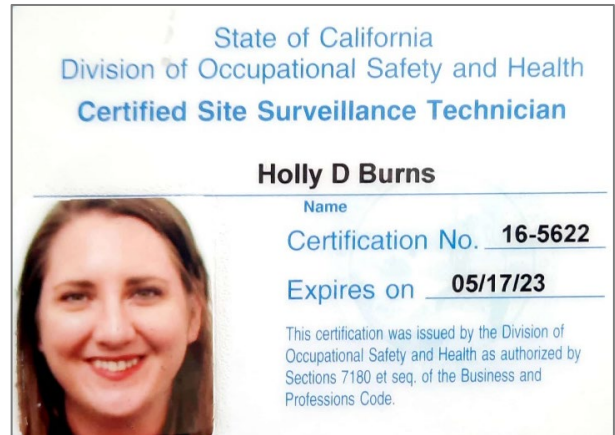 State of California
Division of Occupational Safety and Health
Certified Site Surveillance Technician
Holly D Burns
Name
Certification No. 16-5622
Expires on 05/17/23
This certification was issued by the Division of
Occupational Safety and Health as authorized by
Sections 7180 et seq. of the Business and
Professions Code.